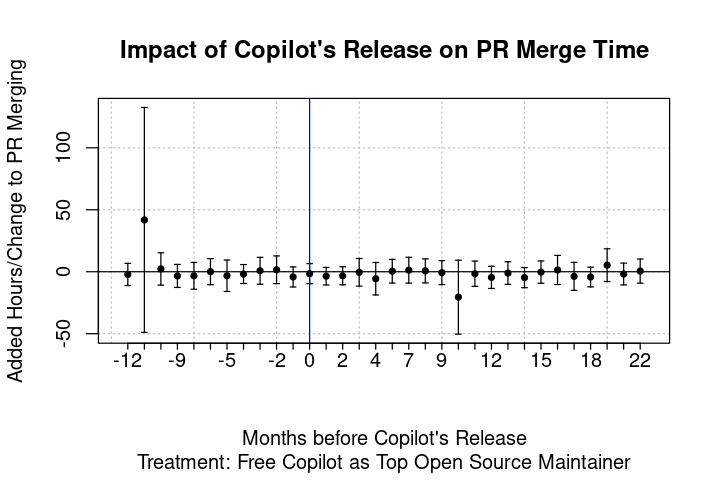 Impact of Copilot's Release on PR Merge Time
Added Hours/Change to PR Merging
100
50
0
-50
-12 -9 -5 -2 0 2 4 7 9 12 15 18 22
Months before Copilot's Release
Treatment: Free Copilot as Top Open Source Maintainer